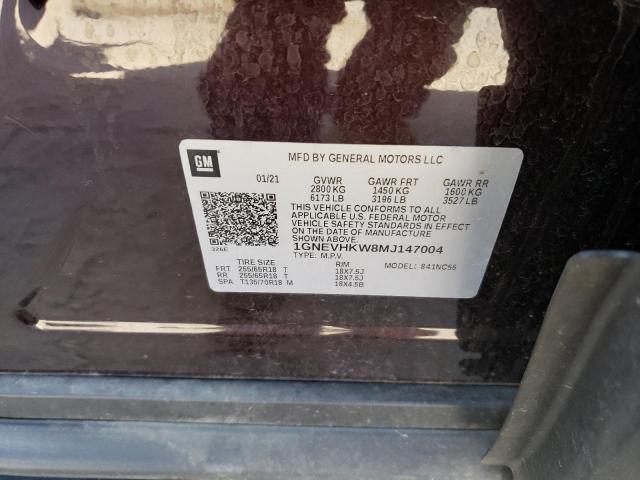 GM
MFD BY GENERAL MOTORS LLC
01/21 GVWR GAWR FRT GAWR RR
2800 KG 1450 KG 1600 KG
6173 LB 3196 LB 3527 LB
THIS VEHICLE CONFORMS TO ALL
APPLICABLE U.S. FEDERAL MOTOR
VEHICLE SAFETY STANDARDS IN EFFECT
ON THE DATE OF MANUFACTURE SHOWN ABOVE.
326E
1GNEVHKW8MJ147004
TYPE: M.P.V. MODEL: 841NC56
TIRE SIZE RIM
FRT 255/65R18 T 18X7.5J
RR 255/65R18 T 18X7.5J
SPA T135/70R18 M 18X4.5B